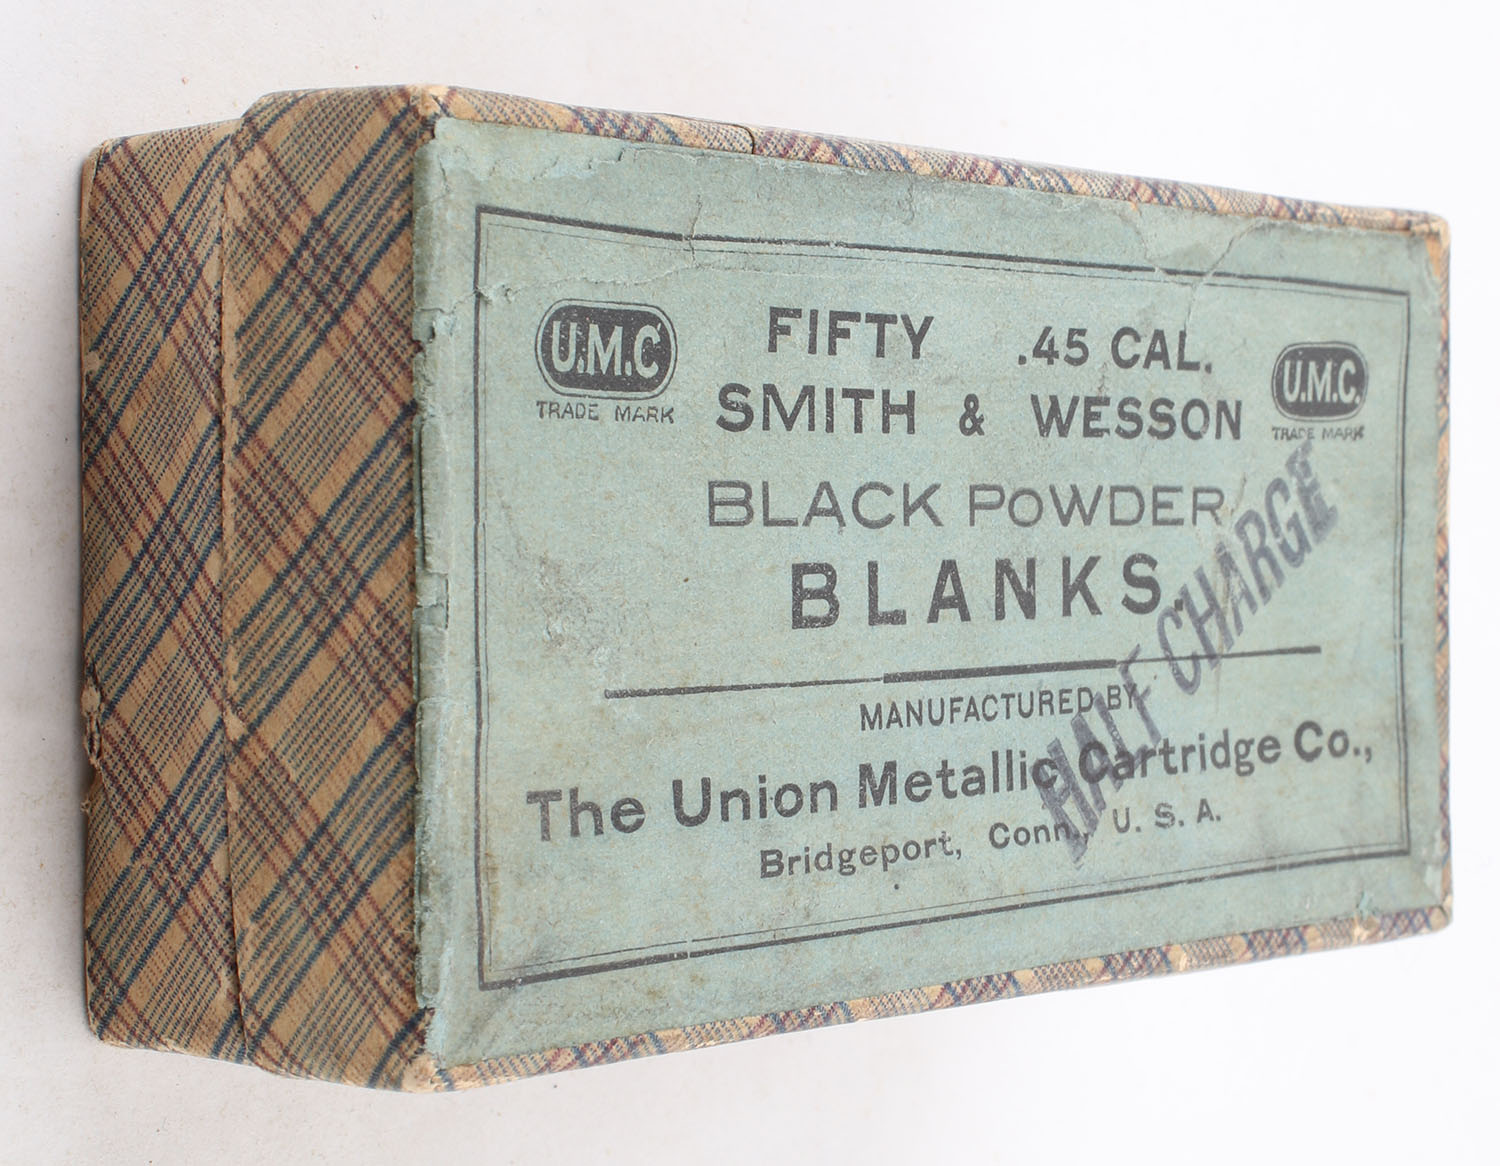 U.M.C.
TRADE MARK
FIFTY .45 CAL.
SMITH & WESSON
U.M.C.
TRADE MARK
BLACK POWDER
BLANKS.
HALF CHARGE
MANUFACTURED BY
The Union Metallic Cartridge Co.,
Bridgeport, Conn., U. S. A.